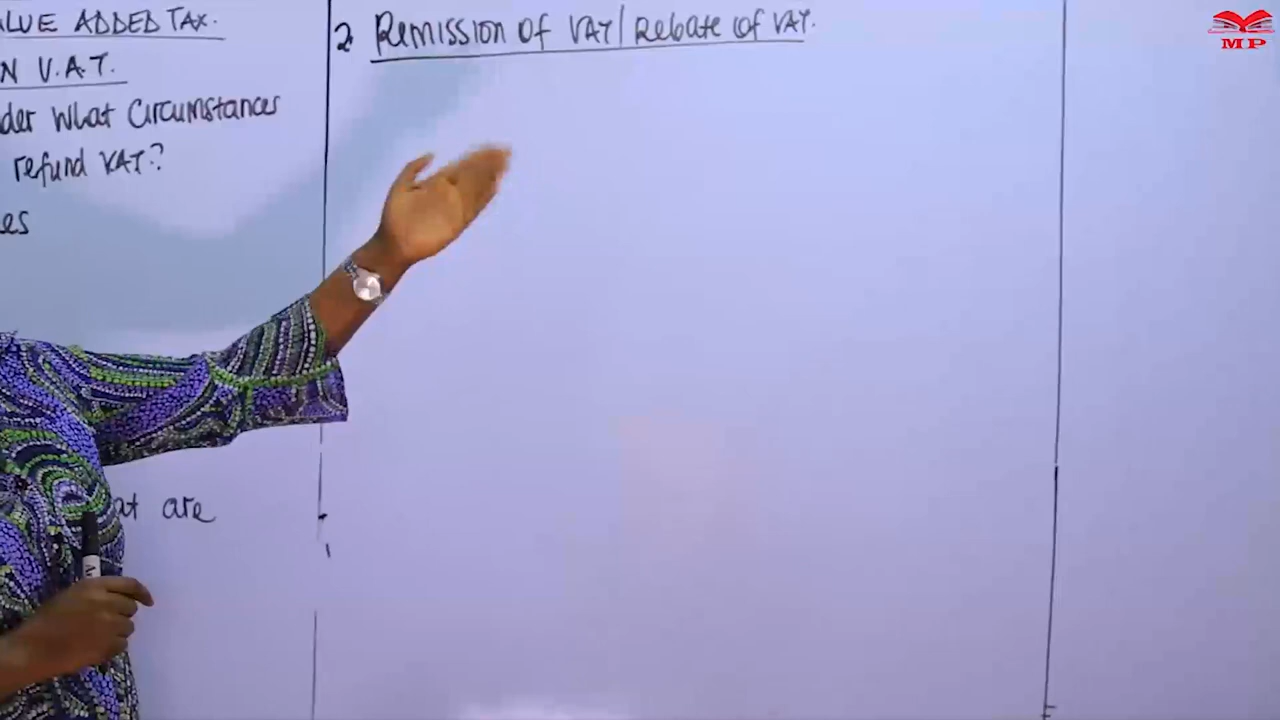 ALUE ADDED TAX.
N V.A.T.
der What Circumstances
refund VAT?
es
at are
2. Remission of VAT/Rebate of VAT.
MP